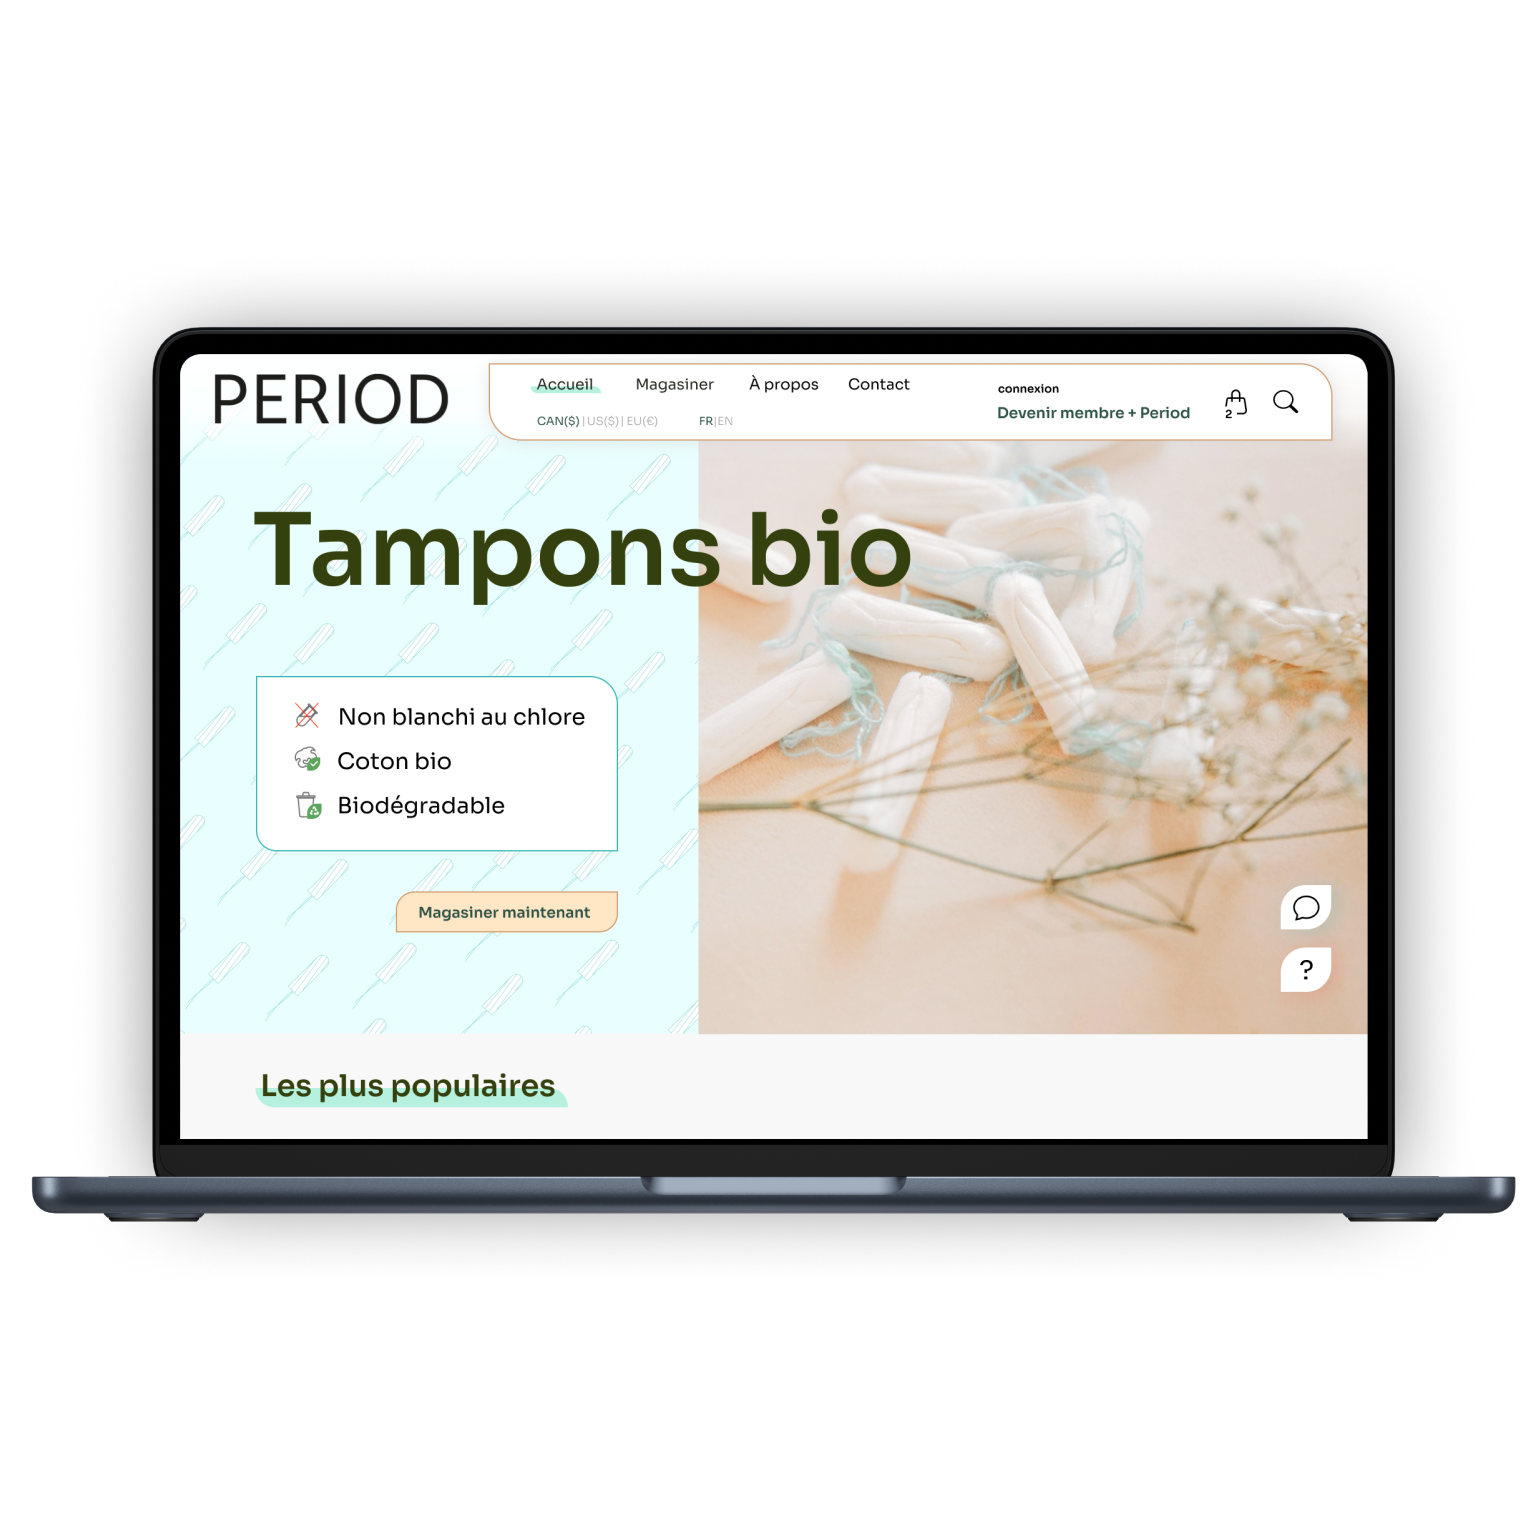 PERIOD
Accueil Magasiner À propos Contact
CAN($) | US($) | EU(€) FR|EN
connexion
Devenir membre + Period
2
Tampons bio
Non blanchi au chlore
Coton bio
Biodégradable
Magasiner maintenant
?
Les plus populaires